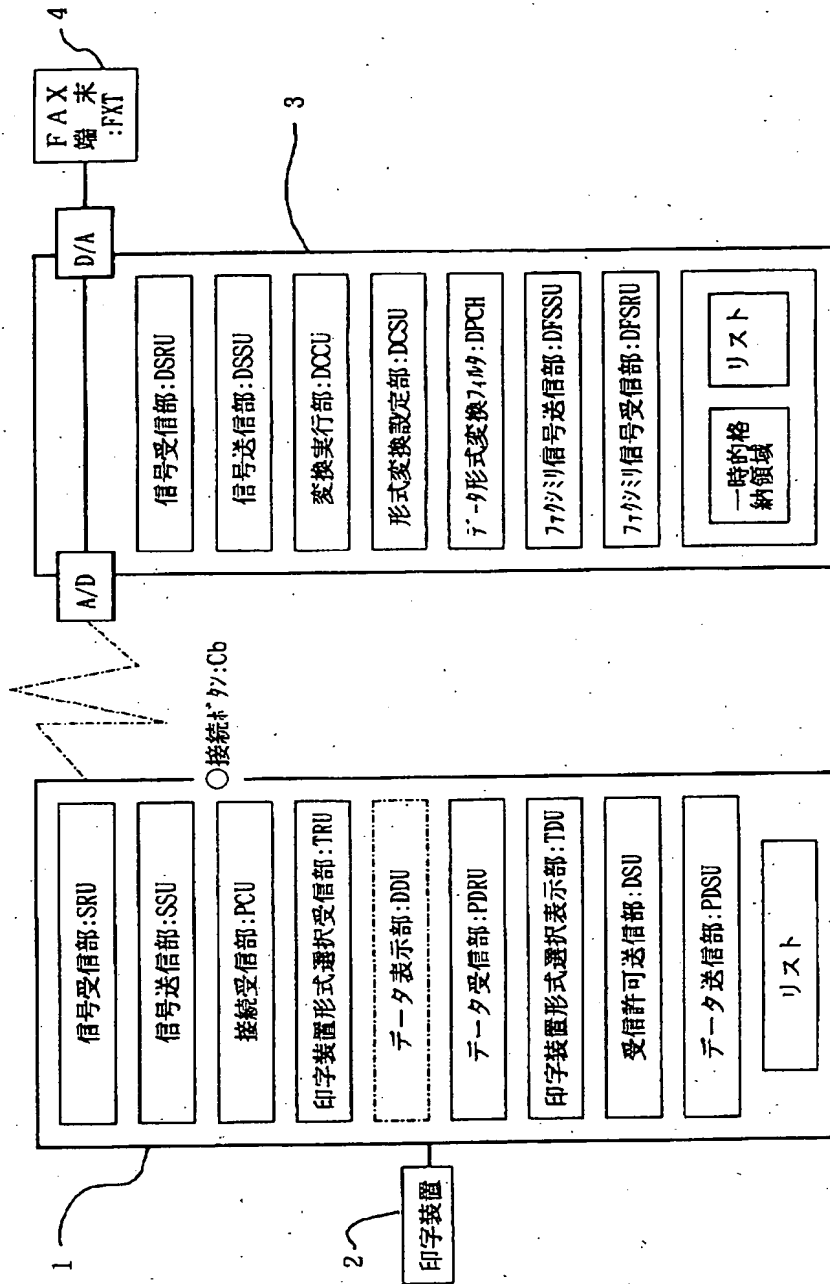 1
信号受信部:SRU
信号送信部:SSU
接続受信部:PCU
印字装置形式選択受信部:TRU
データ表示部:DDU
データ受信部:PDRU
印字装置形式選択表示部:TDU
受信許可送信部:DSU
データ送信部:PDSU
リスト
2
印字装置
接続ボタン:Cb
A/D
D/A
3
信号受信部:DSRU
信号送信部:DSSU
変換実行部:DCCU
形式変換設定部:DCSU
データ形式変換フィルタ:DPCH
ファクシミリ信号送信部:DFSSU
ファクシミリ信号受信部:DFSRU
一時的格
納領域
リスト
4
FAX
端末
:FXT